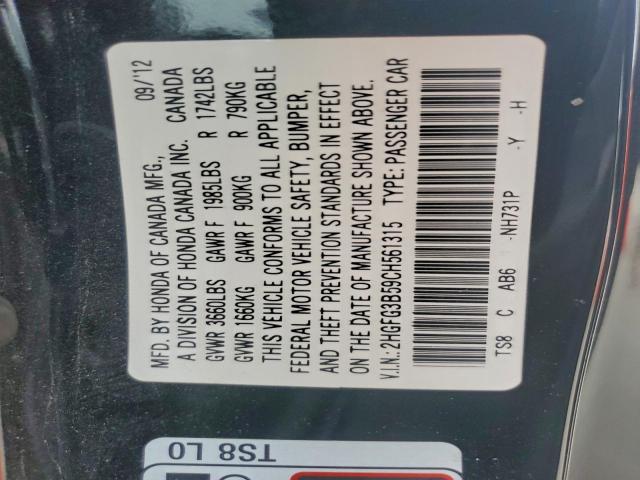 MFD. BY HONDA OF CANADA MFG., 09/'12
A DIVISION OF HONDA CANADA INC. CANADA
GVWR 3660LBS GAWR F 1985LBS R 1742LBS
GVWR 1660KG GAWR F 900KG R 790KG
THIS VEHICLE CONFORMS TO ALL APPLICABLE
FEDERAL MOTOR VEHICLE SAFETY, BUMPER,
AND THEFT PREVENTION STANDARDS IN EFFECT
ON THE DATE OF MANUFACTURE SHOWN ABOVE.
V.I.N.: 2HGFG3B59CH561315 TYPE: PASSENGER CAR
TS8 C AB6 -NH731P -Y -H
TS8 L0